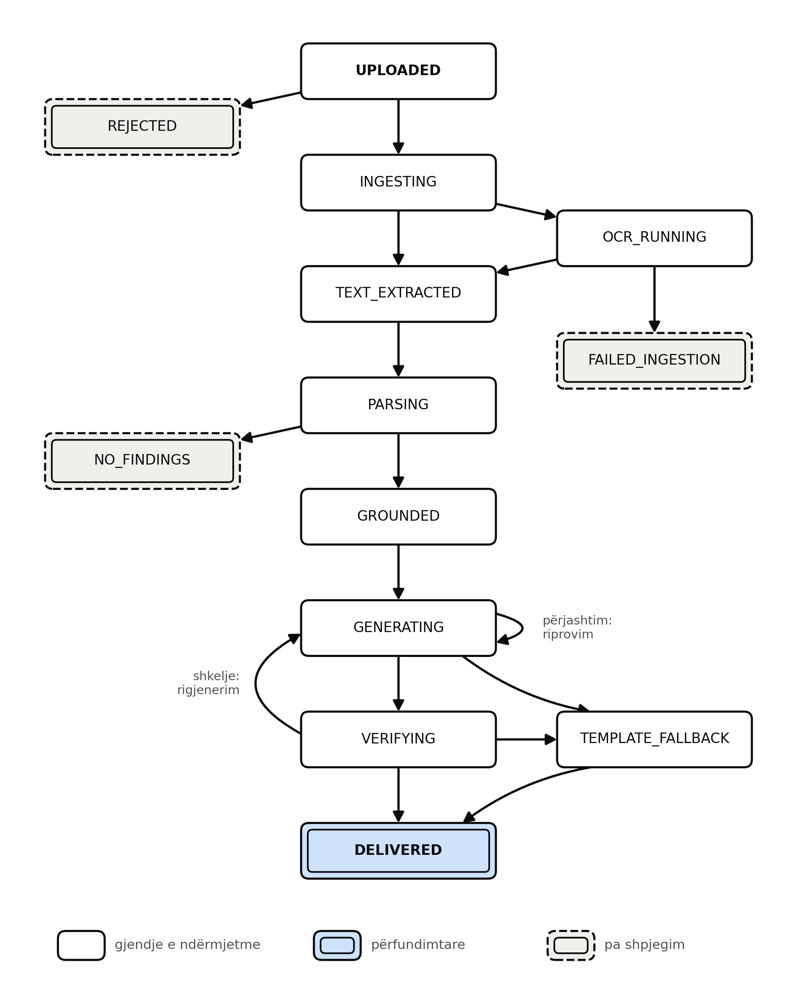 UPLOADED
REJECTED
INGESTING
OCR_RUNNING
TEXT_EXTRACTED
FAILED_INGESTION
PARSING
NO_FINDINGS
GROUNDED
GENERATING
përjashtim:
riprovim
shkelje:
rigjenerim
VERIFYING
TEMPLATE_FALLBACK
DELIVERED
gjendje e ndërmjetme
përfundimtare
pa shpjegim